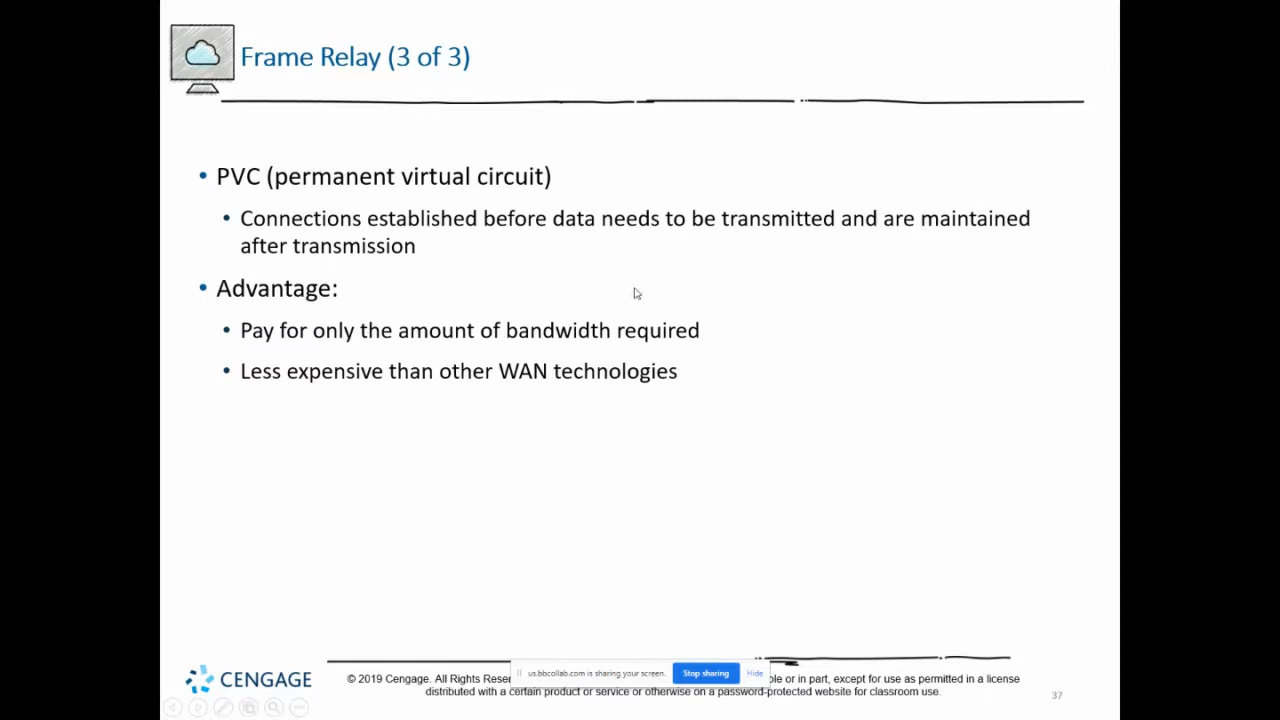 Frame Relay (3 of 3)
• PVC (permanent virtual circuit)
• Connections established before data needs to be transmitted and are maintained
after transmission
• Advantage:
• Pay for only the amount of bandwidth required
• Less expensive than other WAN technologies
CENGAGE
© 2019 Cengage. All Rights Rese
us.bbcollab.com is sharing your screen.
Stop sharing
Hide
ole or in part, except for use as permitted in a license
distributed with a certain product or service or otherwise on a password-protected website for classroom use.
37